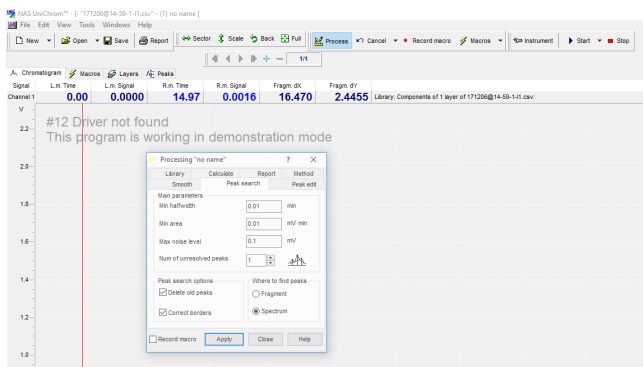 NAS UniChrom™ - [- "171206@14-59-1-I1.csv" - (1) no name ]
File Edit View Tools Windows Help
New Open Save Report Sector Scale Back Full Process Cancel Record macro Macros Instrument Start Stop
1/1
Chromatogram Macros Layers Peaks
Signal L.m. Time L.m. Signal R.m. Time R.m. Signal Fragm. dX Fragm. dY
Channel 1 0.00 0.0000 14.97 0.0016 16.470 2.4455 Library: Components of 1 layer of 171206@14-59-1-I1.csv:
V
#12 Driver not found
2.2
This program is working in demonstration mode
Processing "no name" ? ×
2.0
Library Calculate Report Method
Smooth Peak search Peak edit
Main parameters
Min halfwidth 0.01 min
1.8
Min area 0.01 mV·min
Max noise level 0.1 mV
1.6
Num of unresolved peaks 1
Peak search options Where to find peaks
1.4
Delete old peaks Fragment
Correct borders Spectrum
1.2
Record macro Apply Close Help
1.0